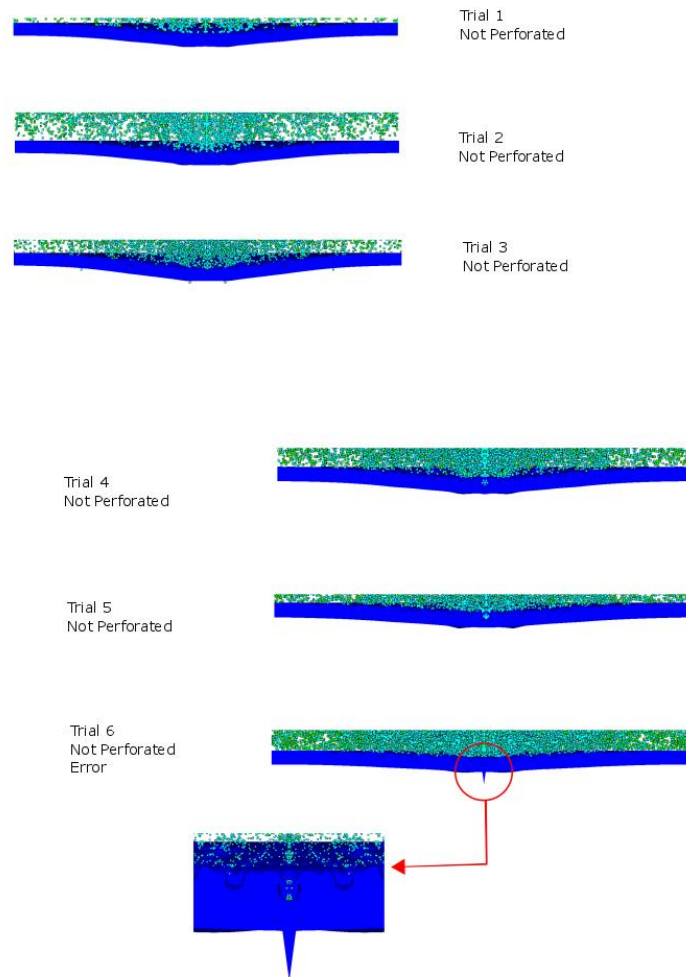 Trial 1
Not Perforated
Trial 2
Not Perforated
Trial 3
Not Perforated
Trial 4
Not Perforated
Trial 5
Not Perforated
Trial 6
Not Perforated
Error